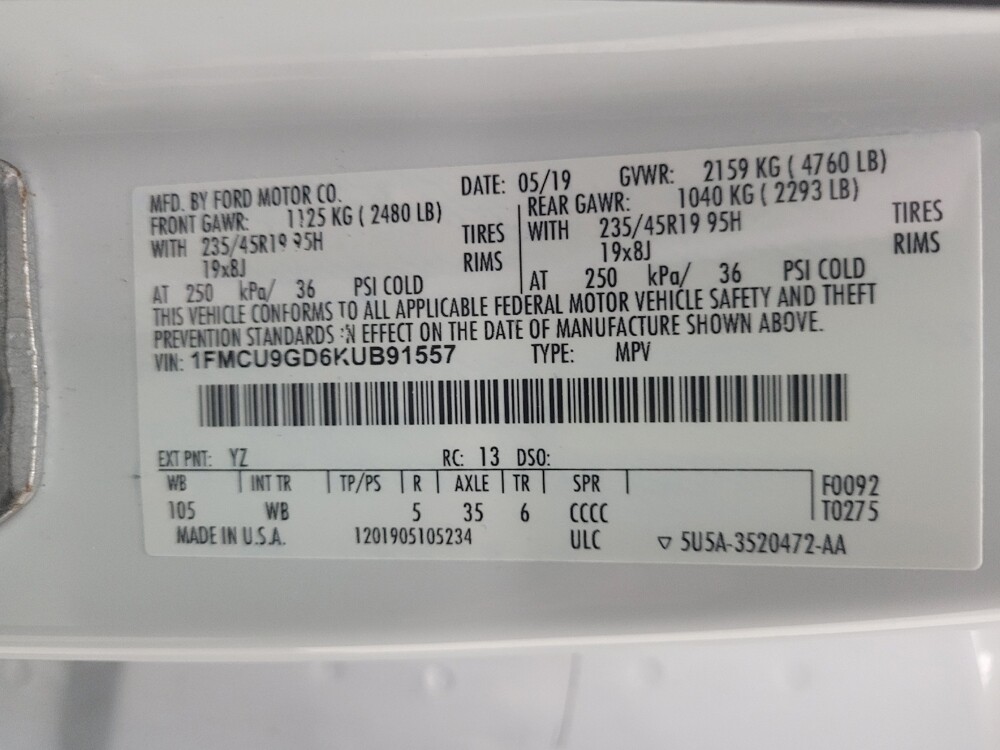 MFD. BY FORD MOTOR CO. DATE: 05/19 GVWR: 2159 KG ( 4760 LB)
FRONT GAWR: 1125 KG ( 2480 LB) REAR GAWR: 1040 KG ( 2293 LB)
WITH 235/45R19 95H TIRES WITH 235/45R19 95H TIRES
19x8J RIMS 19x8J RIMS
AT 250 kPa/ 36 PSI COLD AT 250 kPa/ 36 PSI COLD
THIS VEHICLE CONFORMS TO ALL APPLICABLE FEDERAL MOTOR VEHICLE SAFETY AND THEFT
PREVENTION STANDARDS IN EFFECT ON THE DATE OF MANUFACTURE SHOWN ABOVE.
VIN: 1FMCU9GD6KUB91557 TYPE: MPV
EXT PNT: YZ RC: 13 DSO:
WB INT TR TP/PS R AXLE TR SPR F0092
105 WB 5 35 6 CCCC T0275
MADE IN U.S.A. 1201905105234 ULC ▽ 5U5A-3520472-AA